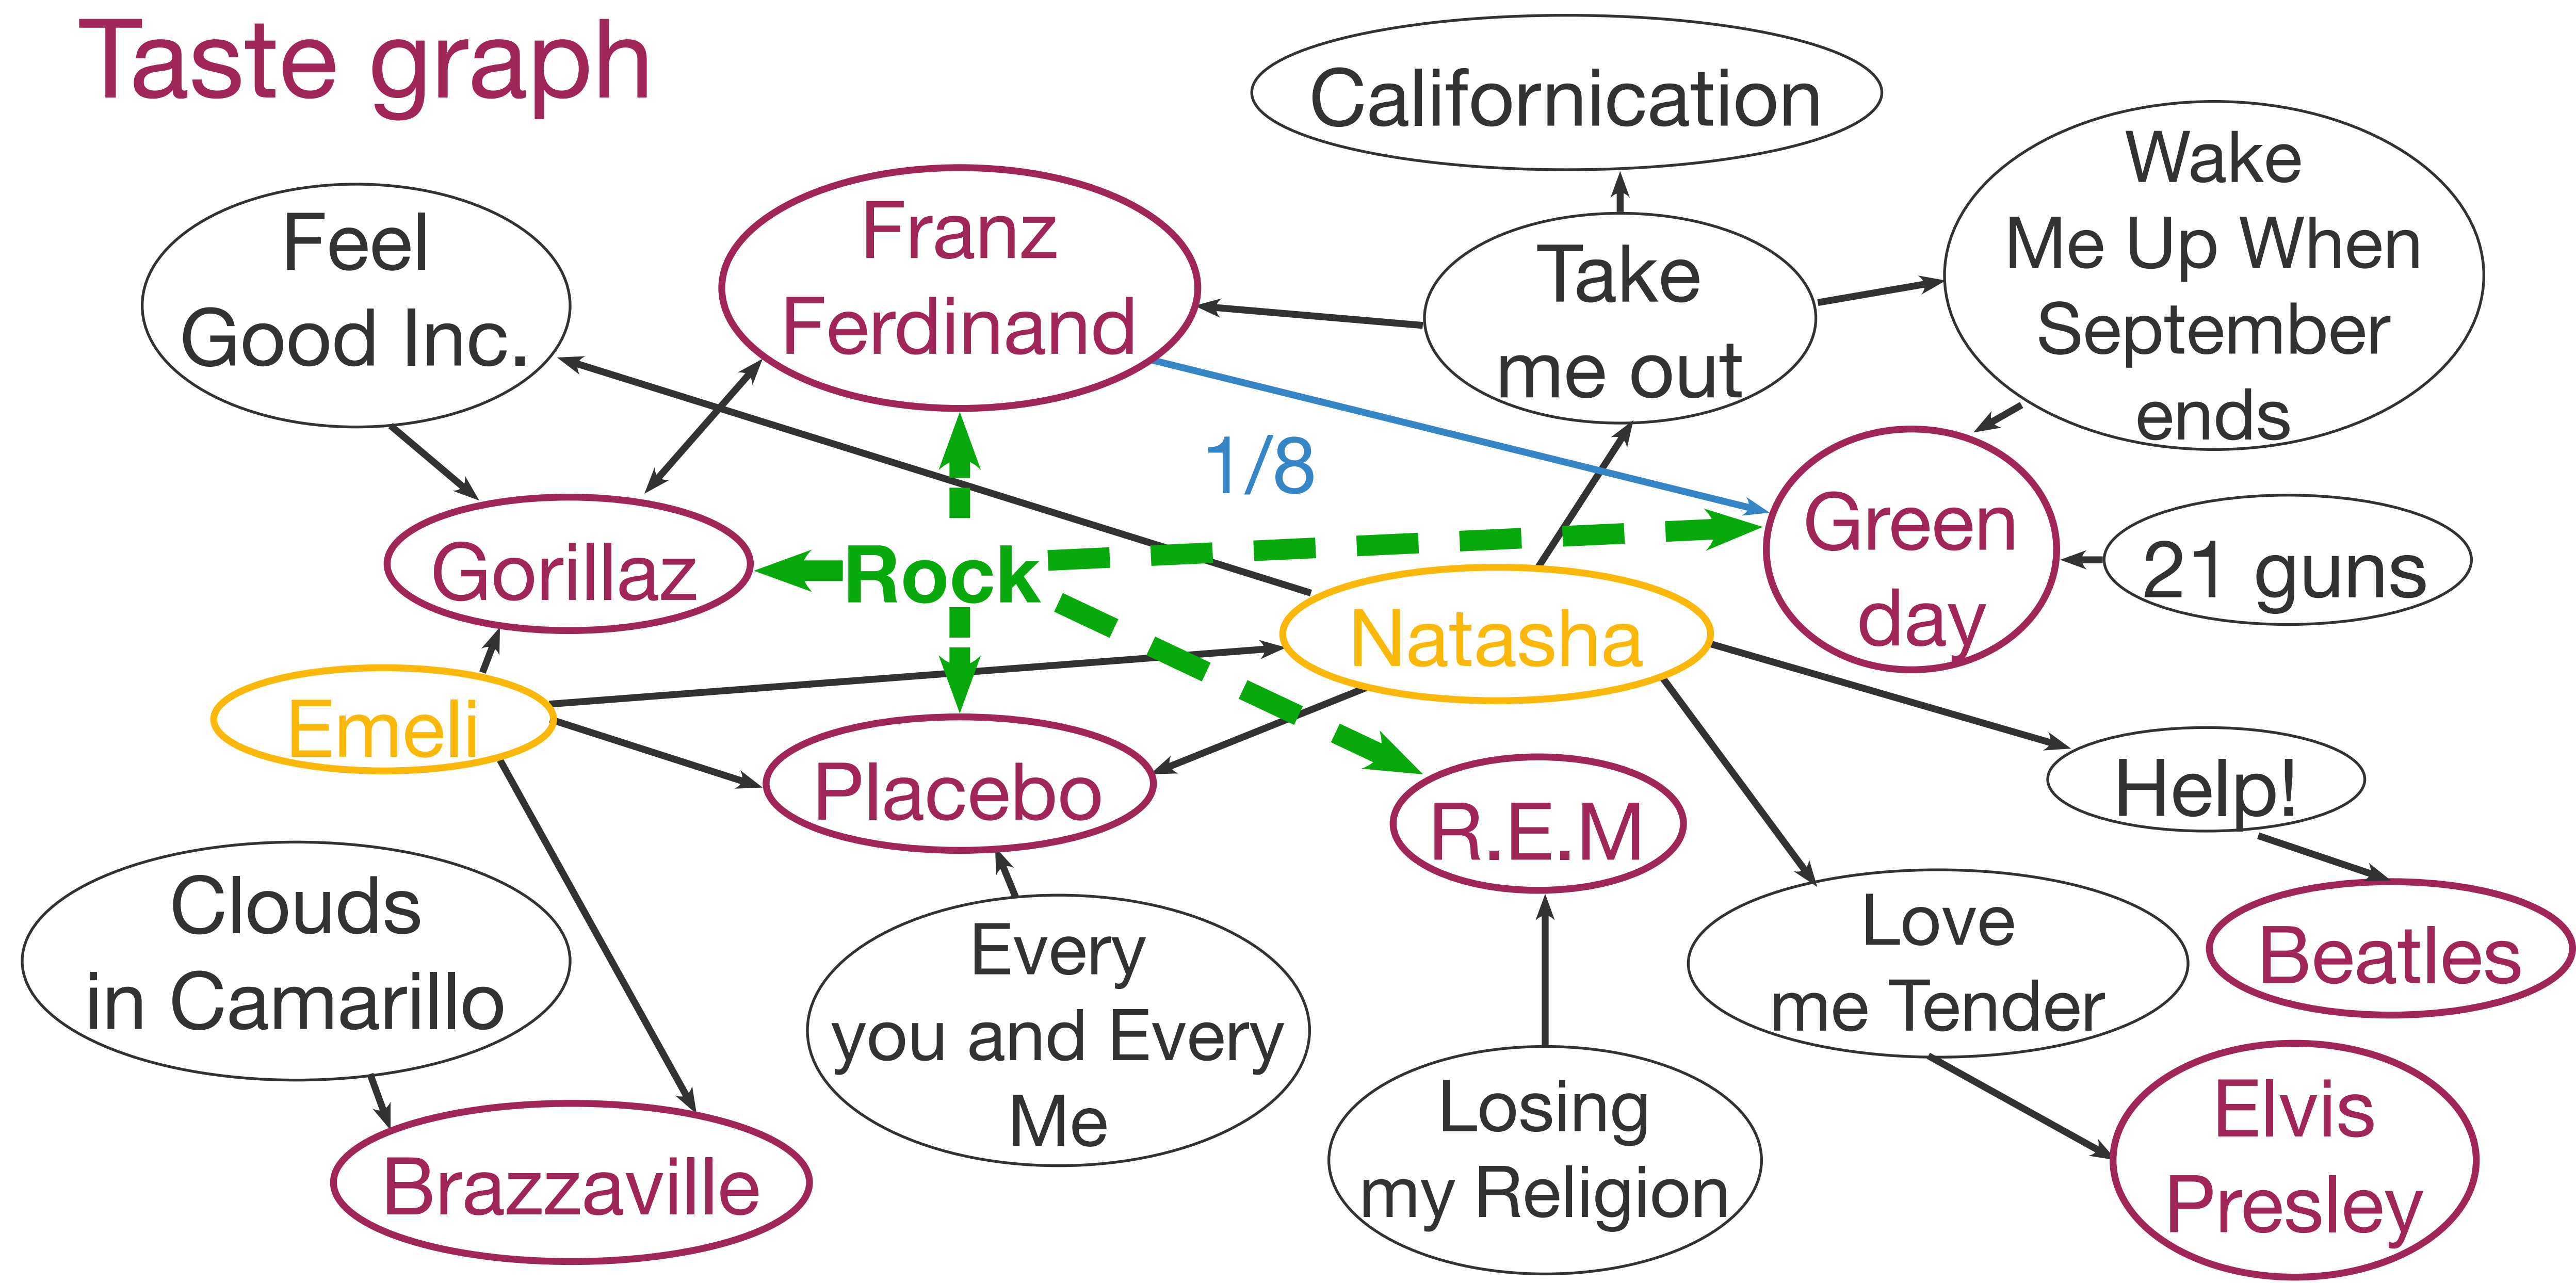 Taste graph
Californication
Wake
Me Up When
September
ends
Feel
Good Inc.
Franz
Ferdinand
Take
me out
1/8
Green
day
21 guns
Gorillaz
Rock
Natasha
Emeli
Placebo
R.E.M
Help!
Clouds
in Camarillo
Every
you and Every
Me
Love
me Tender
Beatles
Losing
my Religion
Elvis
Presley
Brazzaville